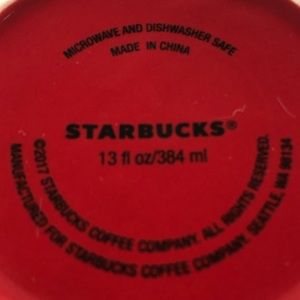 MICROWAVE AND DISHWASHER SAFE
MADE IN CHINA
STARBUCKS®
13 fl oz/384 ml
©2017 STARBUCKS COFFEE COMPANY. ALL RIGHTS RESERVED.
MANUFACTURED FOR STARBUCKS COFFEE COMPANY, SEATTLE, WA 98134